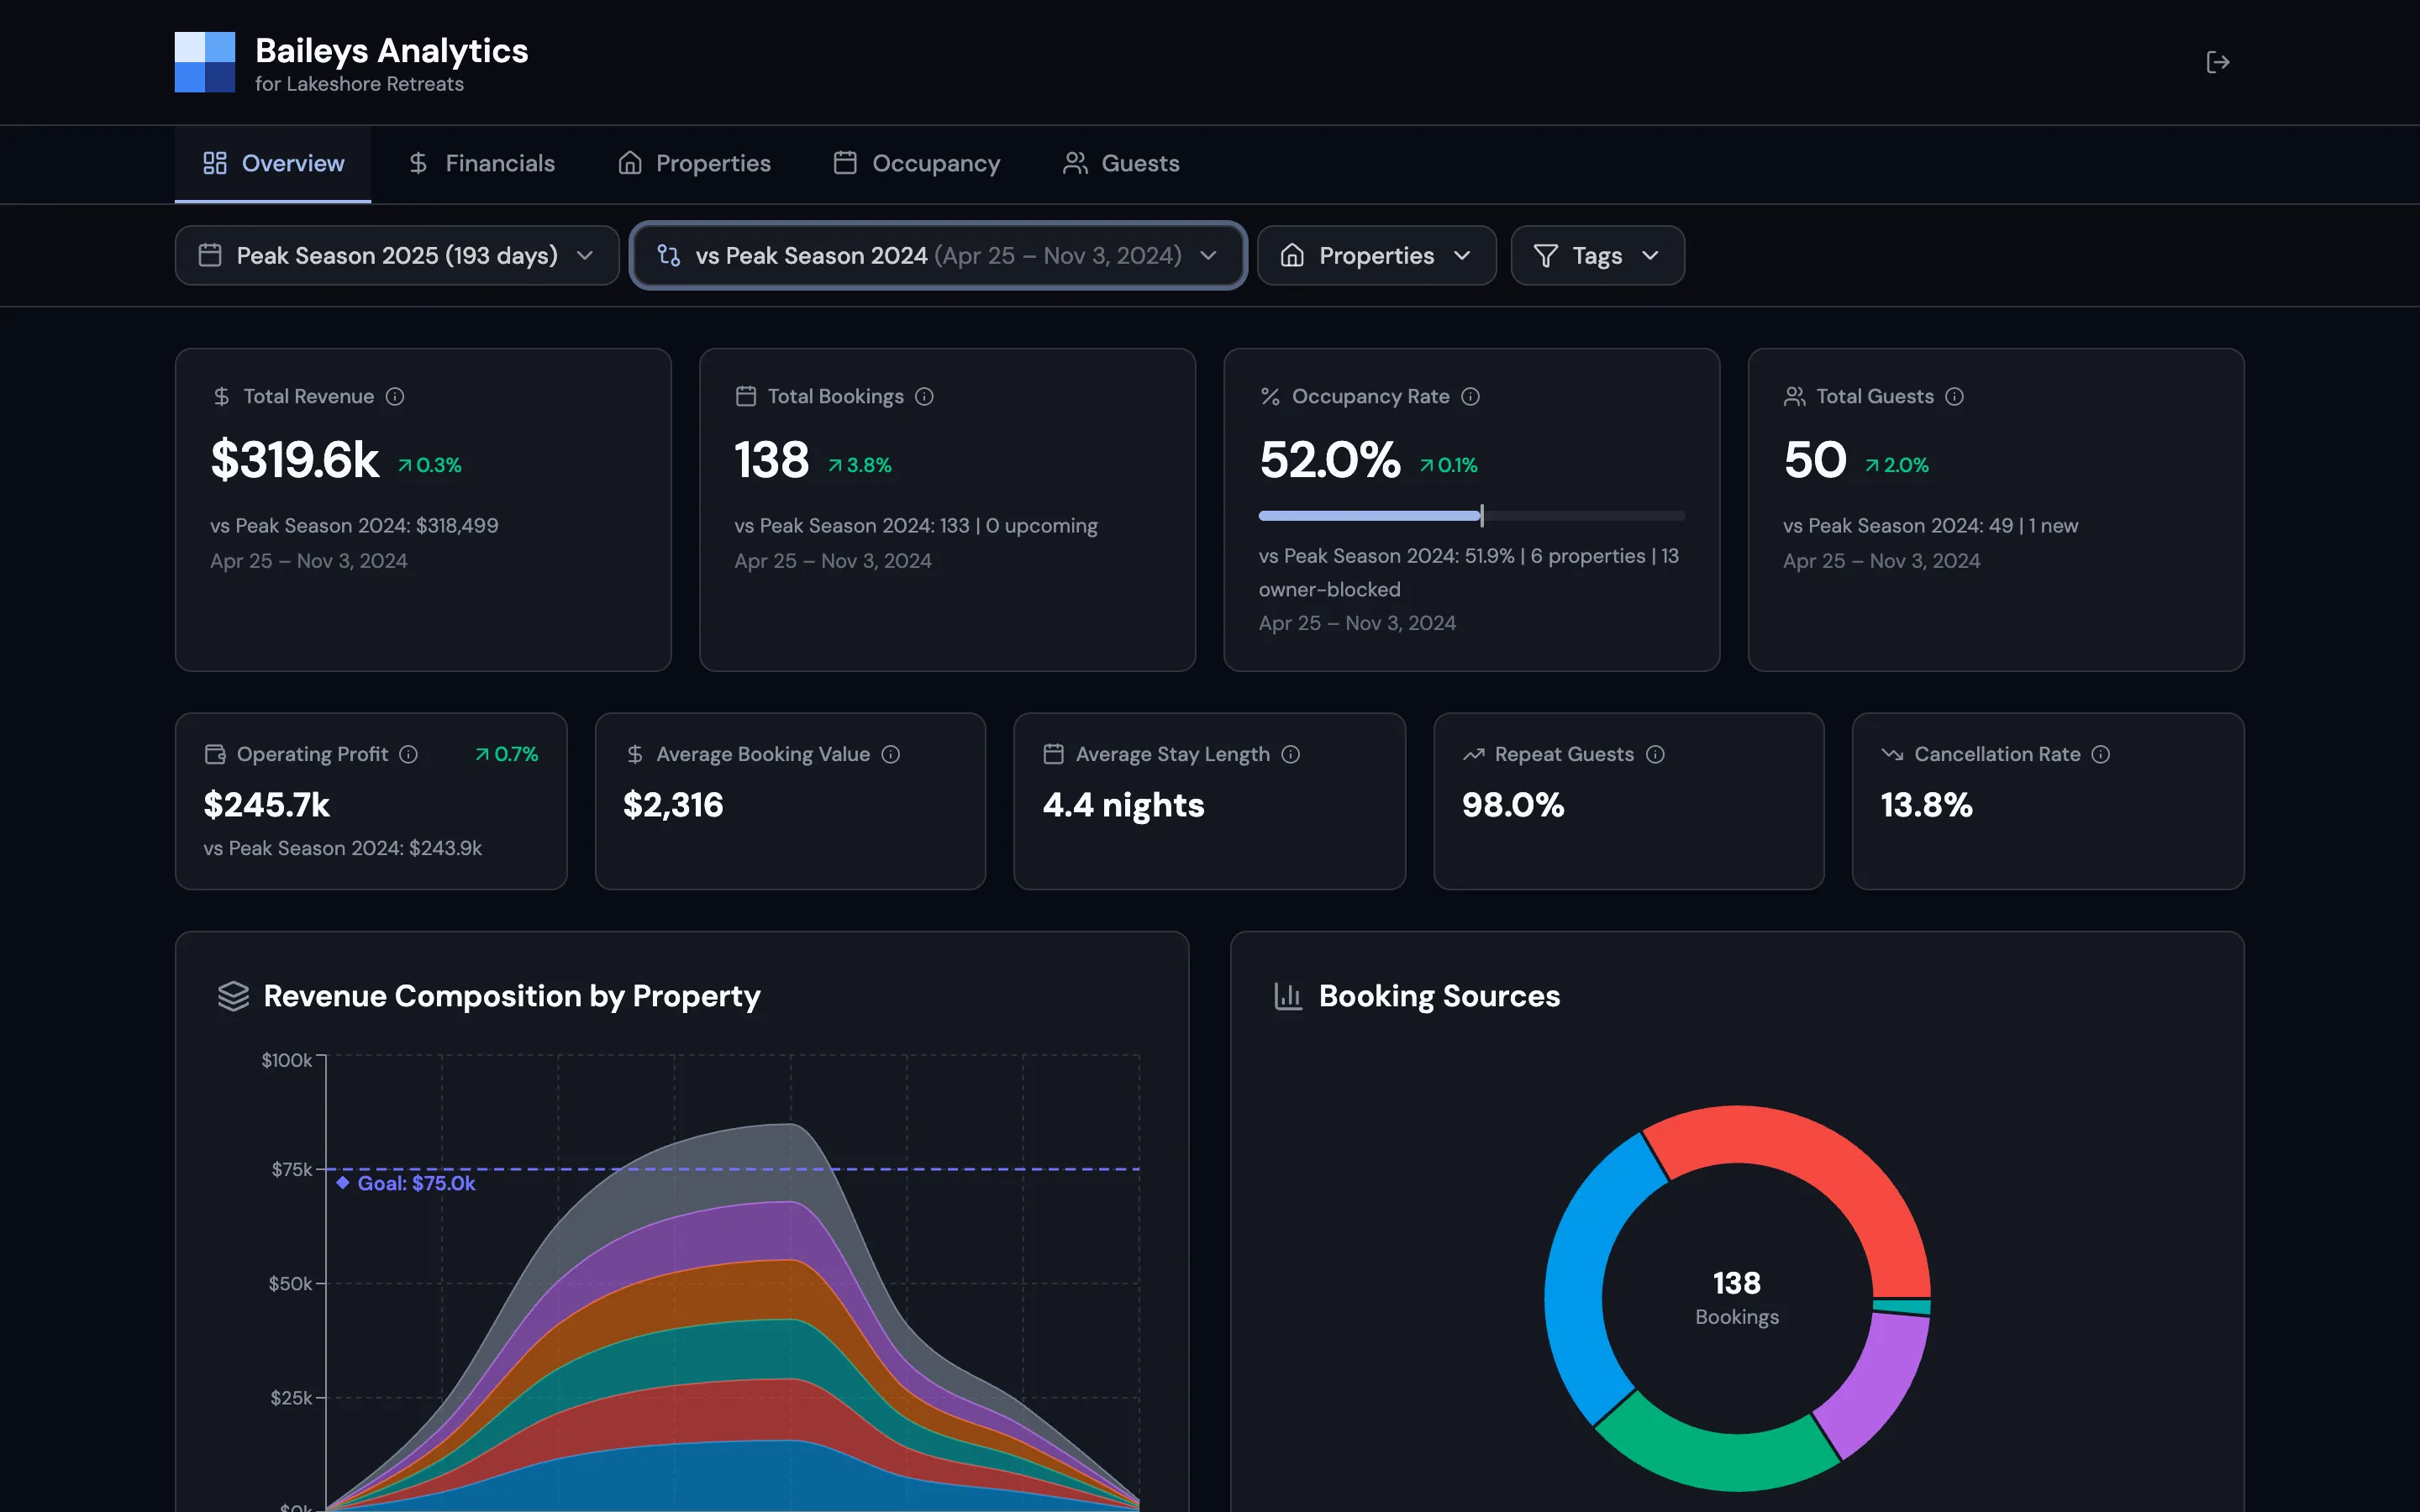 Baileys Analytics
for Lakeshore Retreats
Overview
Financials
Properties
Occupancy
Guests
Peak Season 2025 (193 days)
vs Peak Season 2024 (Apr 25 – Nov 3, 2024)
Properties
Tags
Total Revenue
$319.6k 0.3%
vs Peak Season 2024: $318,499
Apr 25 – Nov 3, 2024
Total Bookings
138 3.8%
vs Peak Season 2024: 133 | 0 upcoming
Apr 25 – Nov 3, 2024
Occupancy Rate
52.0% 0.1%
vs Peak Season 2024: 51.9% | 6 properties | 13
owner-blocked
Apr 25 – Nov 3, 2024
Total Guests
50 2.0%
vs Peak Season 2024: 49 | 1 new
Apr 25 – Nov 3, 2024
Operating Profit 0.7%
$245.7k
vs Peak Season 2024: $243.9k
Average Booking Value
$2,316
Average Stay Length
4.4 nights
Repeat Guests
98.0%
Cancellation Rate
13.8%
Revenue Composition by Property
$100k
$75k
Goal: $75.0k
$50k
$25k
$0k
Booking Sources
138
Bookings